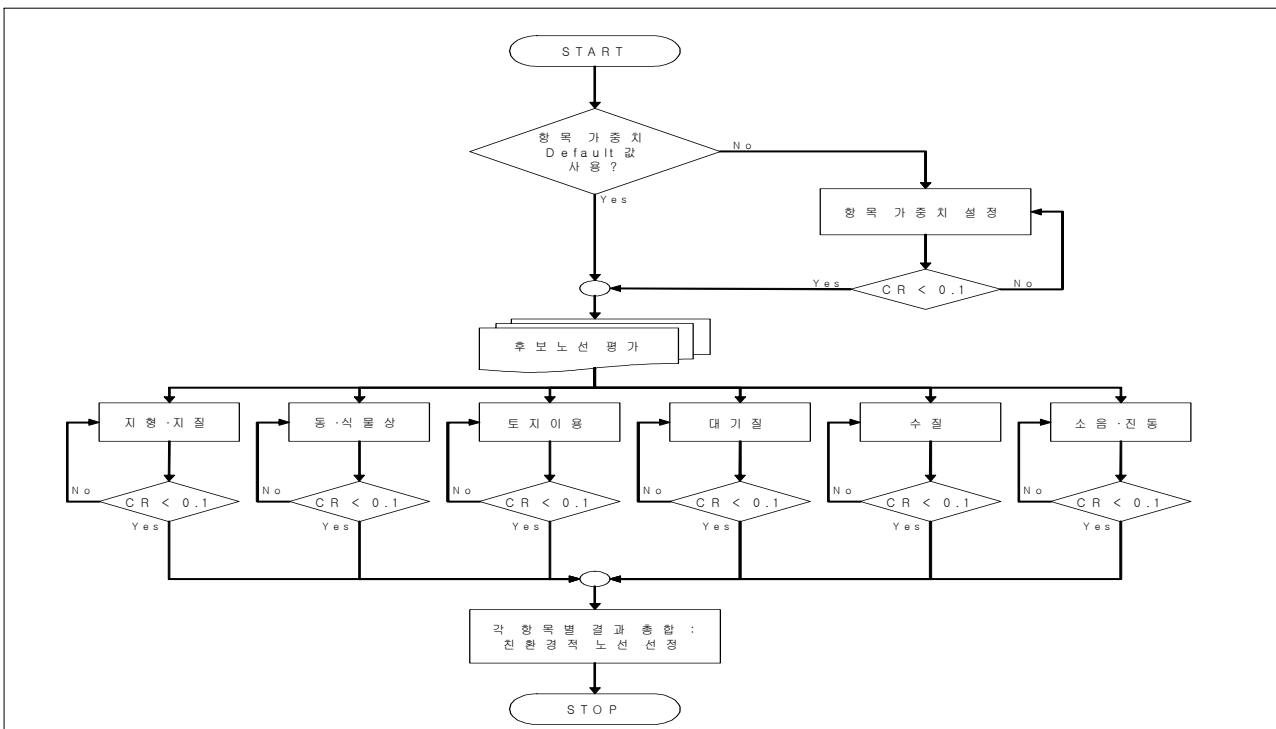 START
항목 가중치
Default 값
사용?
No
Yes
항목 가중치 설정
CR < 0.1
Yes
No
후보노선 평가
지형·지질
동·식물상
토지이용
대기질
수질
소음·진동
No
CR < 0.1
Yes
No
CR < 0.1
Yes
No
CR < 0.1
Yes
No
CR < 0.1
Yes
No
CR < 0.1
Yes
No
CR < 0.1
Yes
각 항목별 결과 총합 :
친환경적 노선 선정
STOP